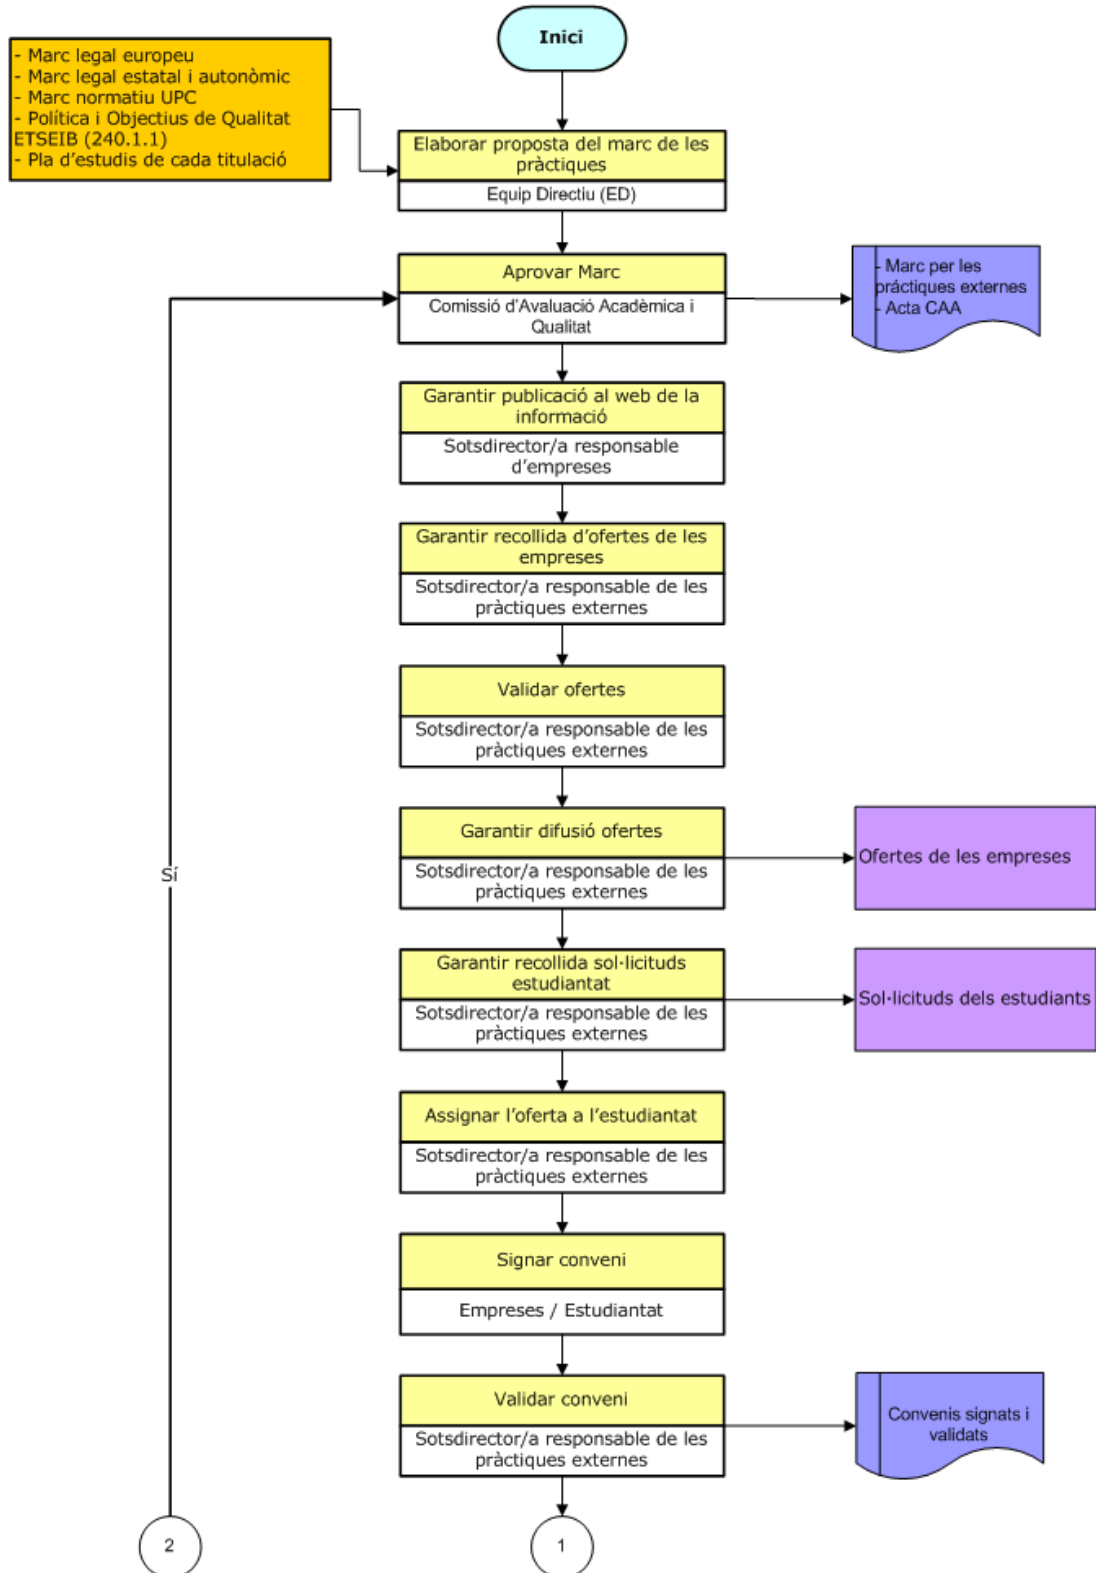 Inici
- Marc legal europeu
- Marc legal estatal i autonòmic
- Marc normatiu UPC
- Política i Objectius de Qualitat
ETSEIB (240.1.1)
- Pla d'estudis de cada titulació
Elaborar proposta del marc de les
pràctiques
Equip Directiu (ED)
Aprovar Marc
Comissió d'Avaluació Acadèmica i
Qualitat
- Marc per les
práctiques externes
- Acta CAA
Garantir publicació al web de la
informació
Sotsdirector/a responsable
d'empreses
Garantir recollida d'ofertes de les
empreses
Sotsdirector/a responsable de les
pràctiques externes
Validar ofertes
Sotsdirector/a responsable de les
pràctiques externes
Garantir difusió ofertes
Sotsdirector/a responsable de les
pràctiques externes
Ofertes de les empreses
Sí
Garantir recollida sol·licituds
estudiantat
Sotsdirector/a responsable de les
pràctiques externes
Sol·licituds dels estudiants
Assignar l'oferta a l'estudiantat
Sotsdirector/a responsable de les
pràctiques externes
Signar conveni
Empreses / Estudiantat
Validar conveni
Sotsdirector/a responsable de les
pràctiques externes
Convenis signats i
validats
2
1